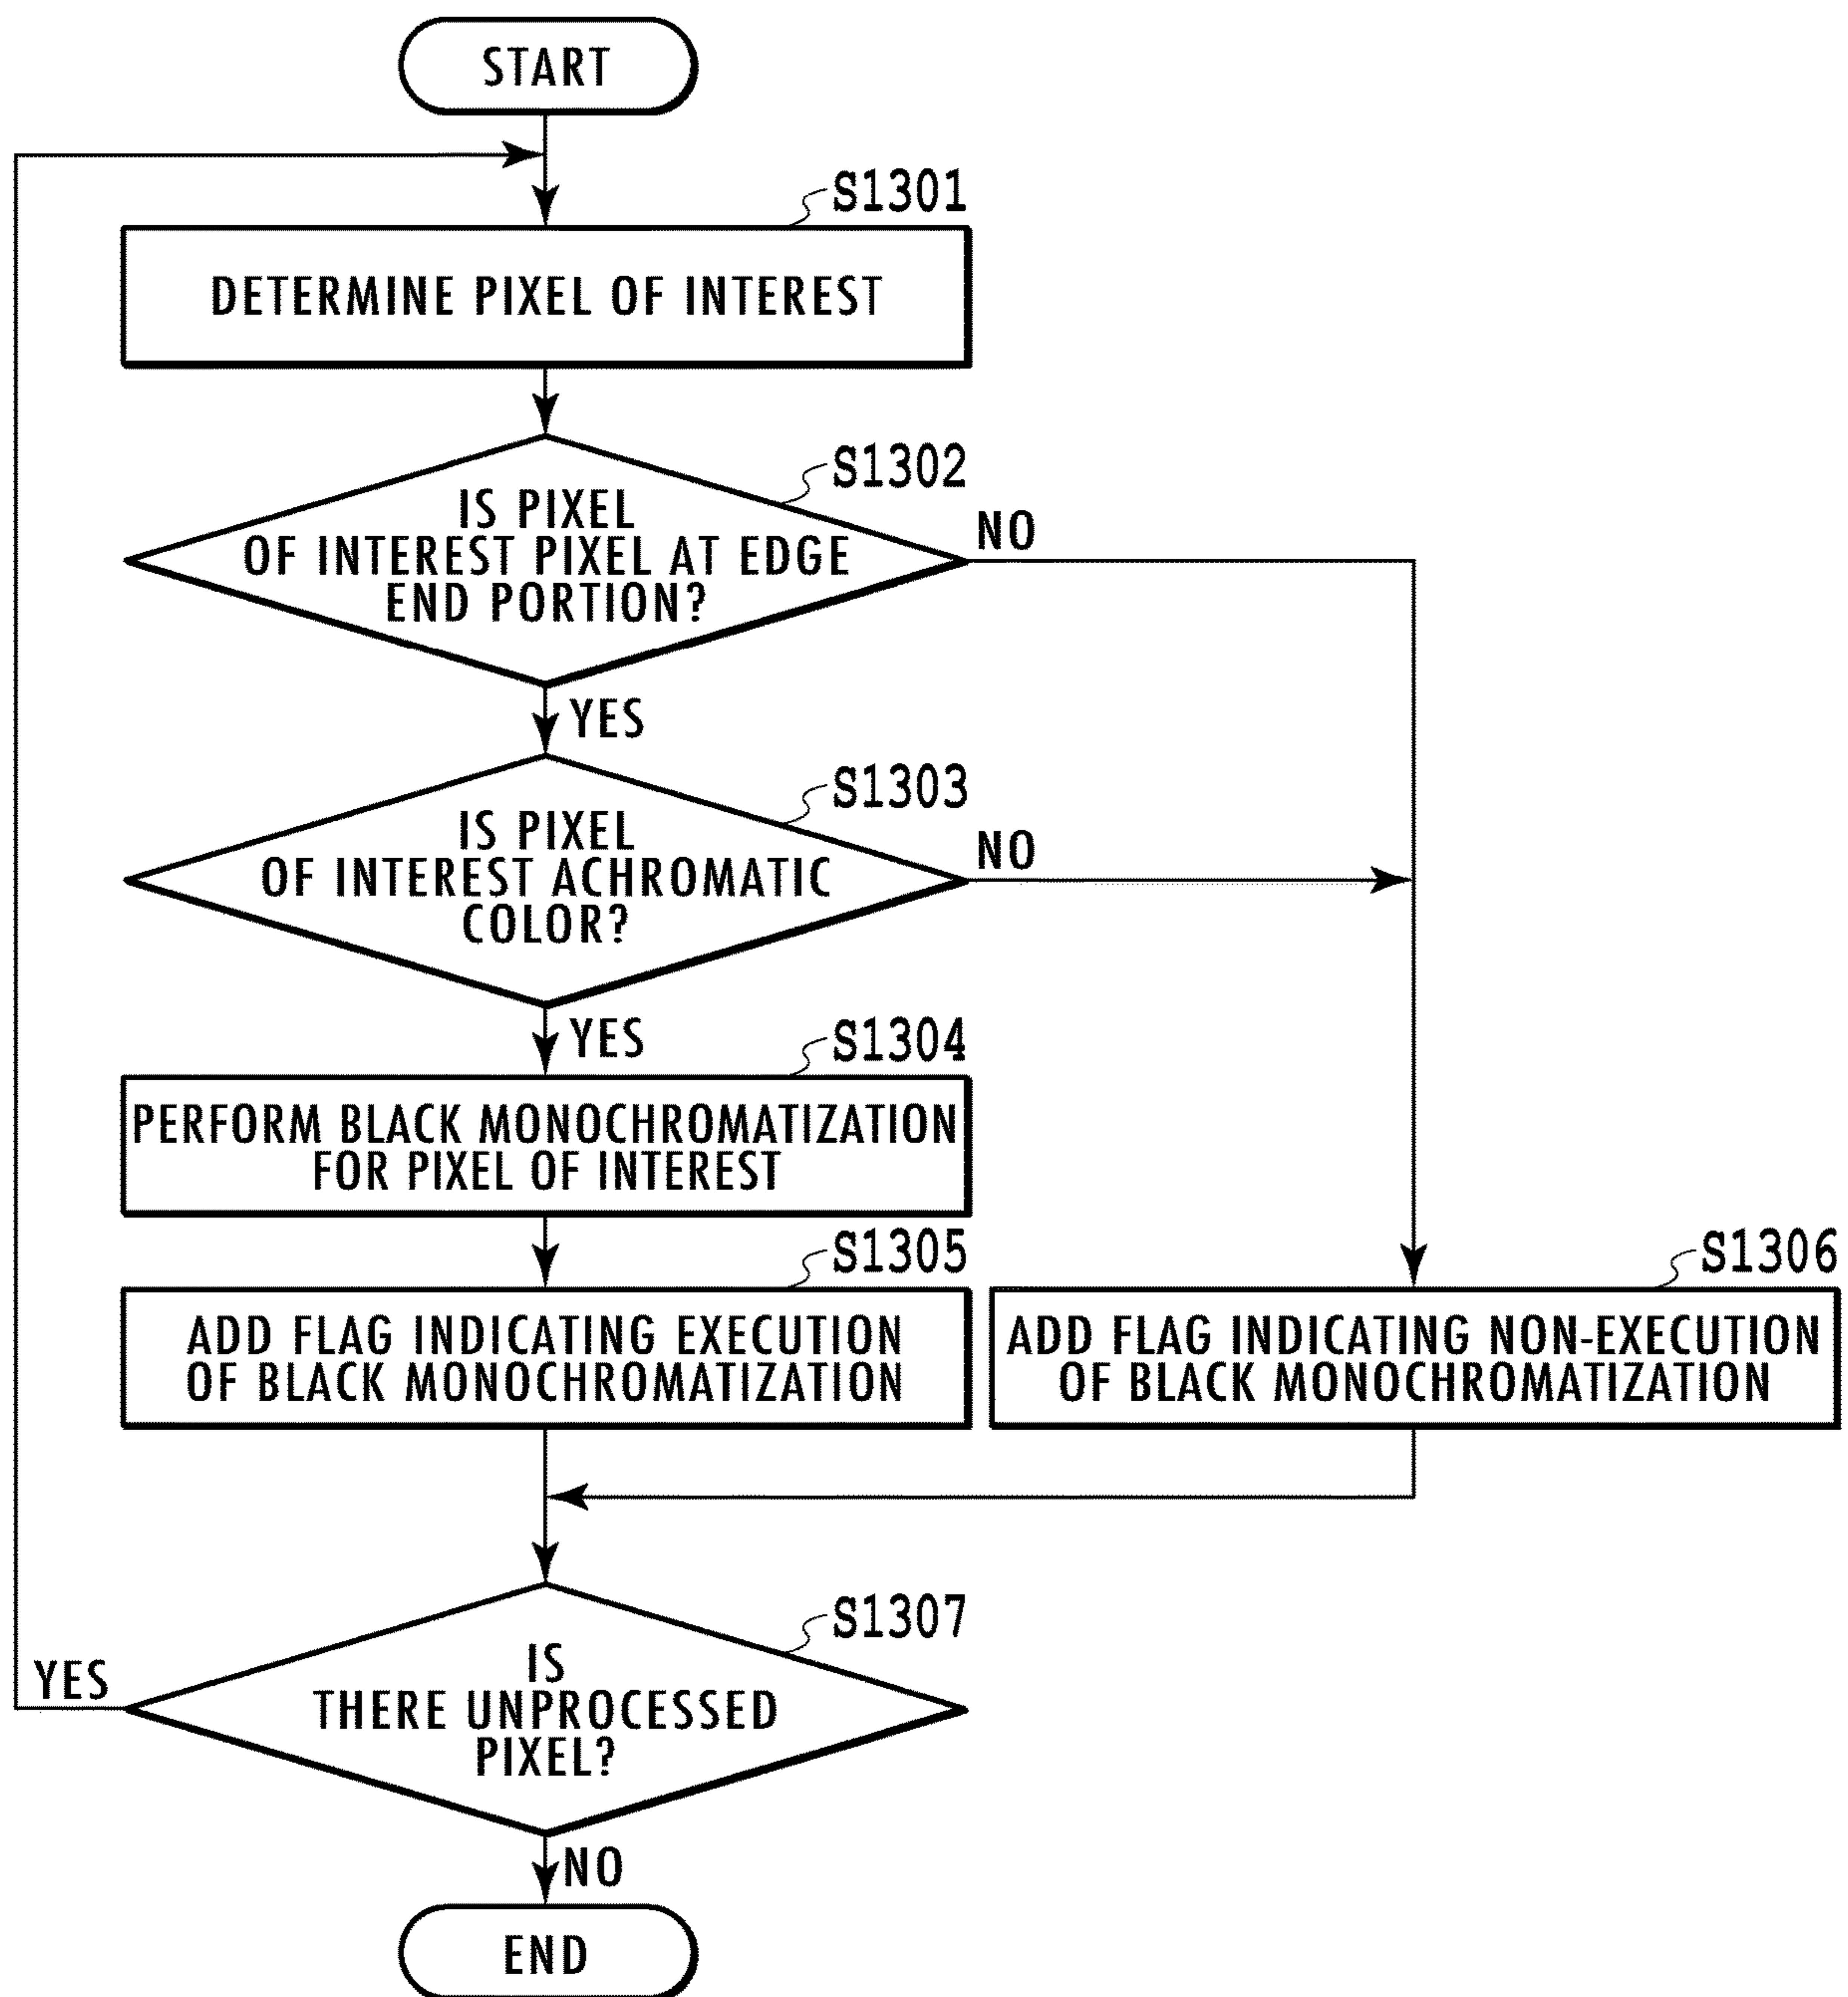 START
S1301
DETERMINE PIXEL OF INTEREST
S1302
IS PIXEL
OF INTEREST PIXEL AT EDGE
END PORTION?
NO
YES
S1303
IS PIXEL
OF INTEREST ACHROMATIC
COLOR?
NO
YES
S1304
PERFORM BLACK MONOCHROMATIZATION
FOR PIXEL OF INTEREST
S1305
ADD FLAG INDICATING EXECUTION
OF BLACK MONOCHROMATIZATION
S1306
ADD FLAG INDICATING NON-EXECUTION
OF BLACK MONOCHROMATIZATION
S1307
IS
THERE UNPROCESSED
PIXEL?
YES
NO
END